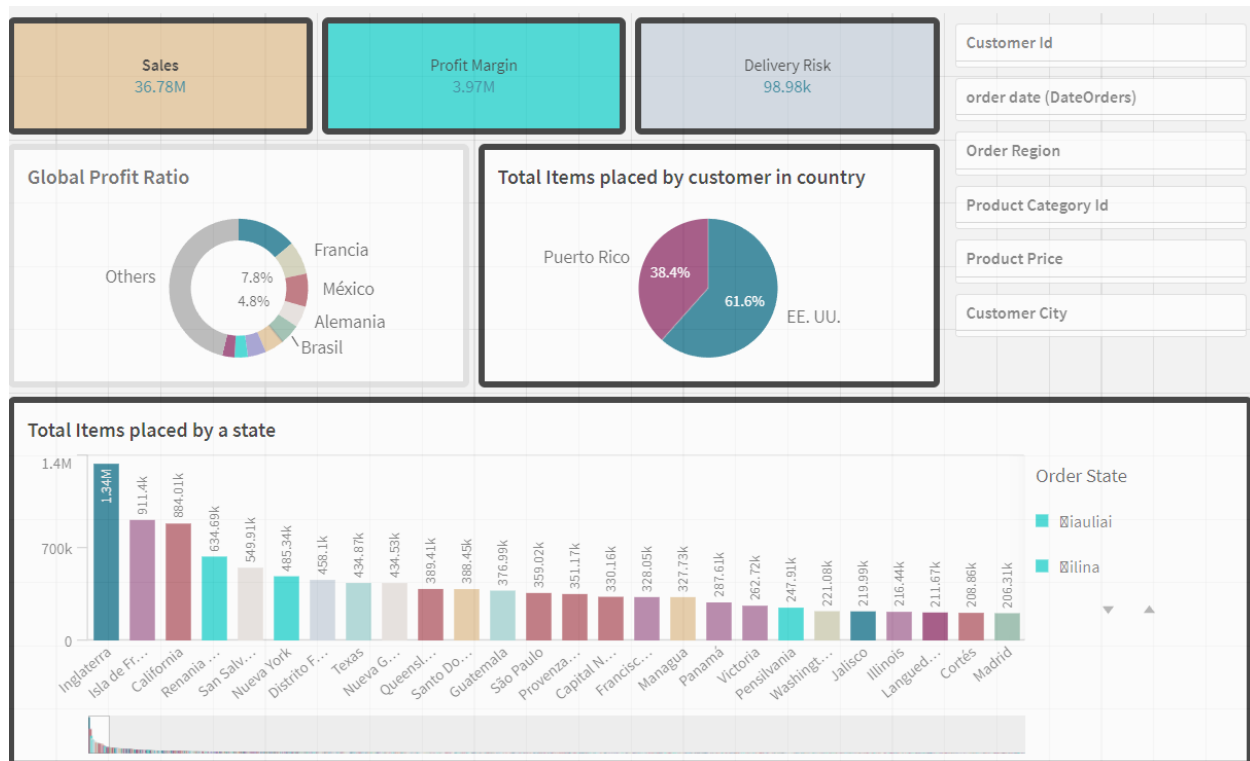 Sales
36.78M
Profit Margin
3.97M
Delivery Risk
98.98k
Customer Id
order date (DateOrders)
Order Region
Product Category Id
Product Price
Customer City
Global Profit Ratio
Others
7.8%
4.8%
Francia
México
Alemania
Brasil
Total Items placed by customer in country
Puerto Rico
38.4%
61.6%
EE. UU.
Total Items placed by a state
1.4M
700k
0
1.34M
911.4k
884.01k
634.69k
549.91k
485.34k
458.1k
434.87k
434.53k
389.41k
388.45k
376.99k
359.02k
351.17k
330.16k
328.05k
327.73k
287.61k
262.72k
247.91k
221.08k
219.99k
216.44k
211.67k
208.86k
206.31k
Inglaterra
Isla de Fr...
California
Renania ...
San Salv...
Nueva York
Distrito F...
Texas
Nueva G...
Queensl...
Santo Do...
Guatemala
São Paulo
Provenza...
Capital N...
Francisc...
Managua
Panamá
Victoria
Pensilvania
Washingt...
Jalisco
Illinois
Langued...
Cortés
Madrid
Order State
iauliai
ilina